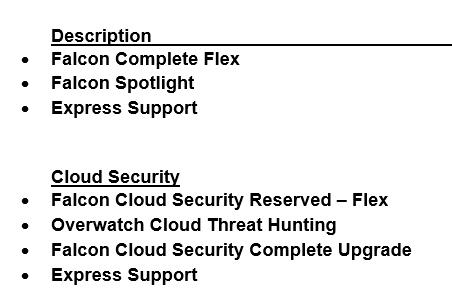 Description
• Falcon Complete Flex
• Falcon Spotlight
• Express Support
Cloud Security
• Falcon Cloud Security Reserved – Flex
• Overwatch Cloud Threat Hunting
• Falcon Cloud Security Complete Upgrade
• Express Support